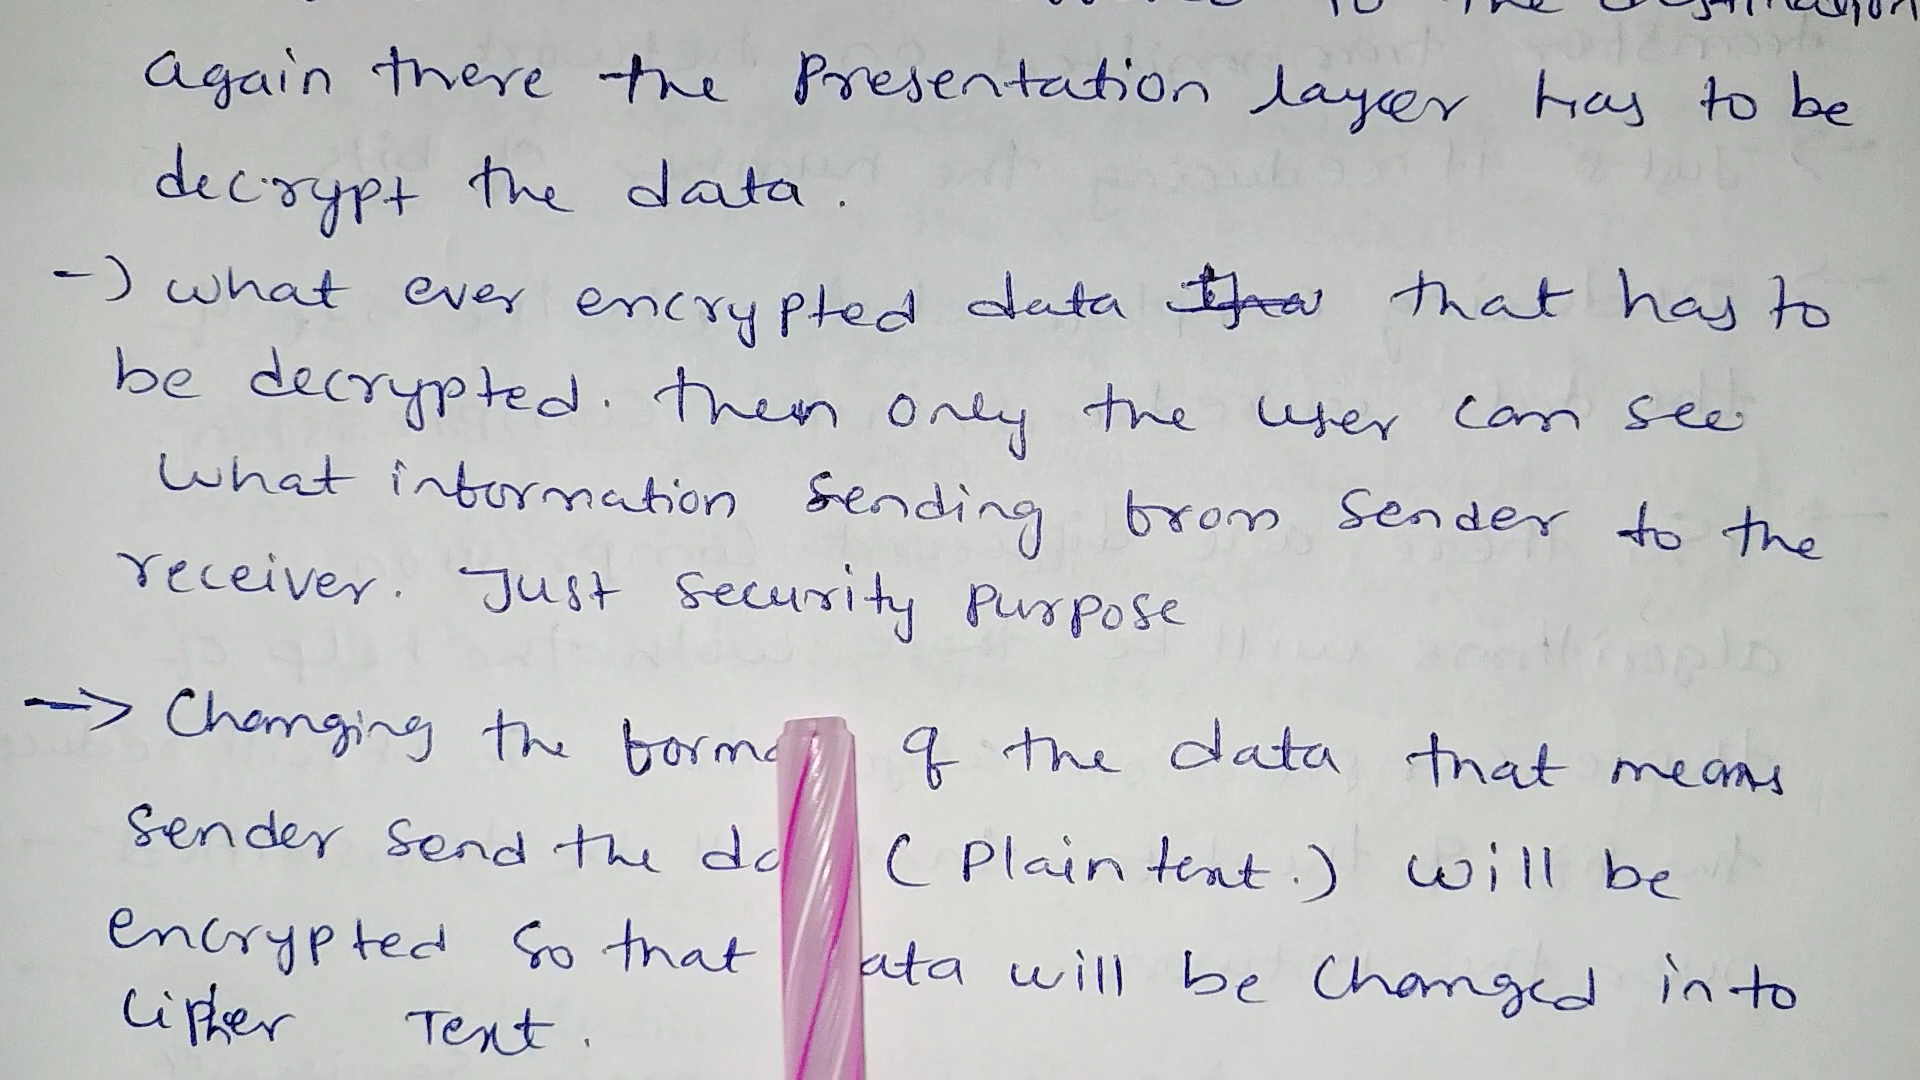 to the destination
again there the Presentation layer has to be
decrypt the data.
-) what ever encrypted data that has to
be decrypted. then only the user can see
what information sending from sender to the
receiver. Just security purpose
-> Changing the of the data that means
sender send the (Plain text.) will be
encrypted so that will be changed into
Cipher Text.